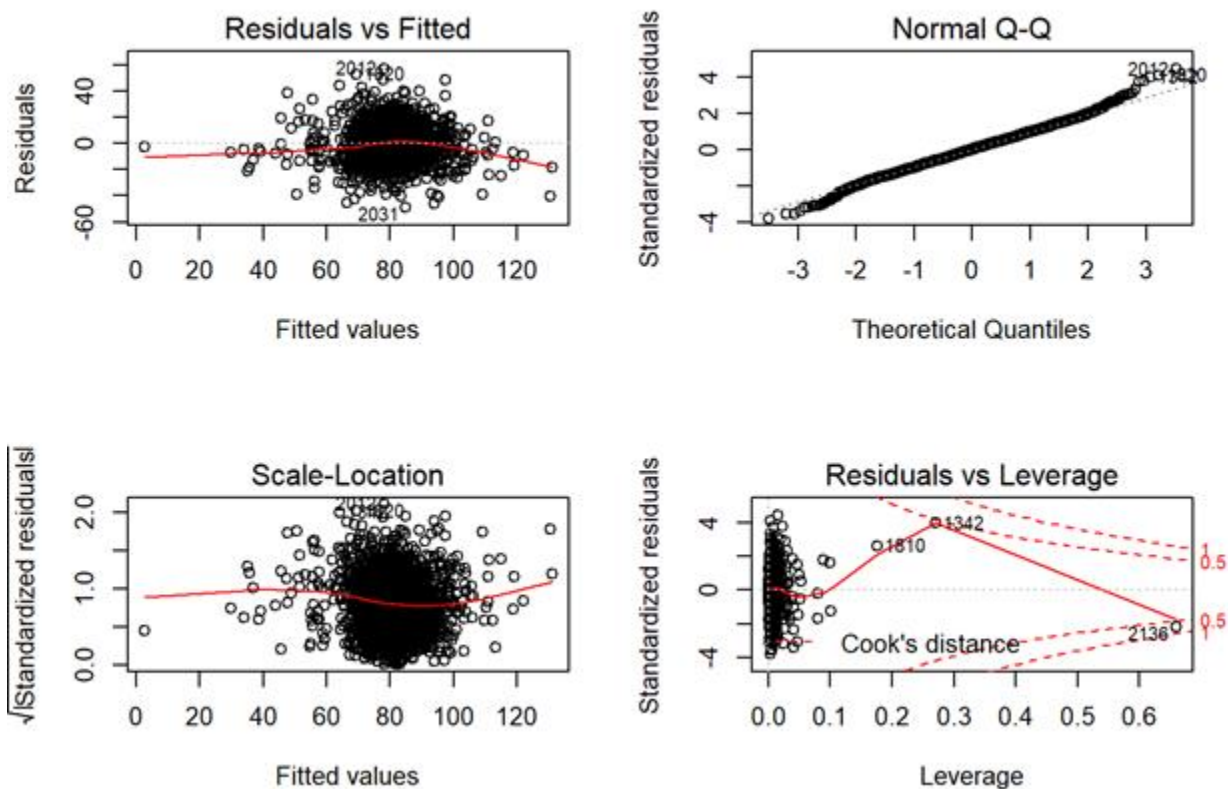 Residuals vs Fitted
Residuals
40
0
-60
2012
1820
2031
0 20 40 60 80 100 120
Fitted values
Normal Q-Q
Standardized residuals
4
2
0
-4
2012
-3 -2 -1 0 1 2 3
Theoretical Quantiles
Scale-Location
√|Standardized residuals|
2.0
1.0
0.0
0 20 40 60 80 100 120
Fitted values
Residuals vs Leverage
Standardized residuals
4
0
-4
1342
1810
2136
1
0.5
0.5
1
Cook's distance
0.0 0.1 0.2 0.3 0.4 0.5 0.6
Leverage